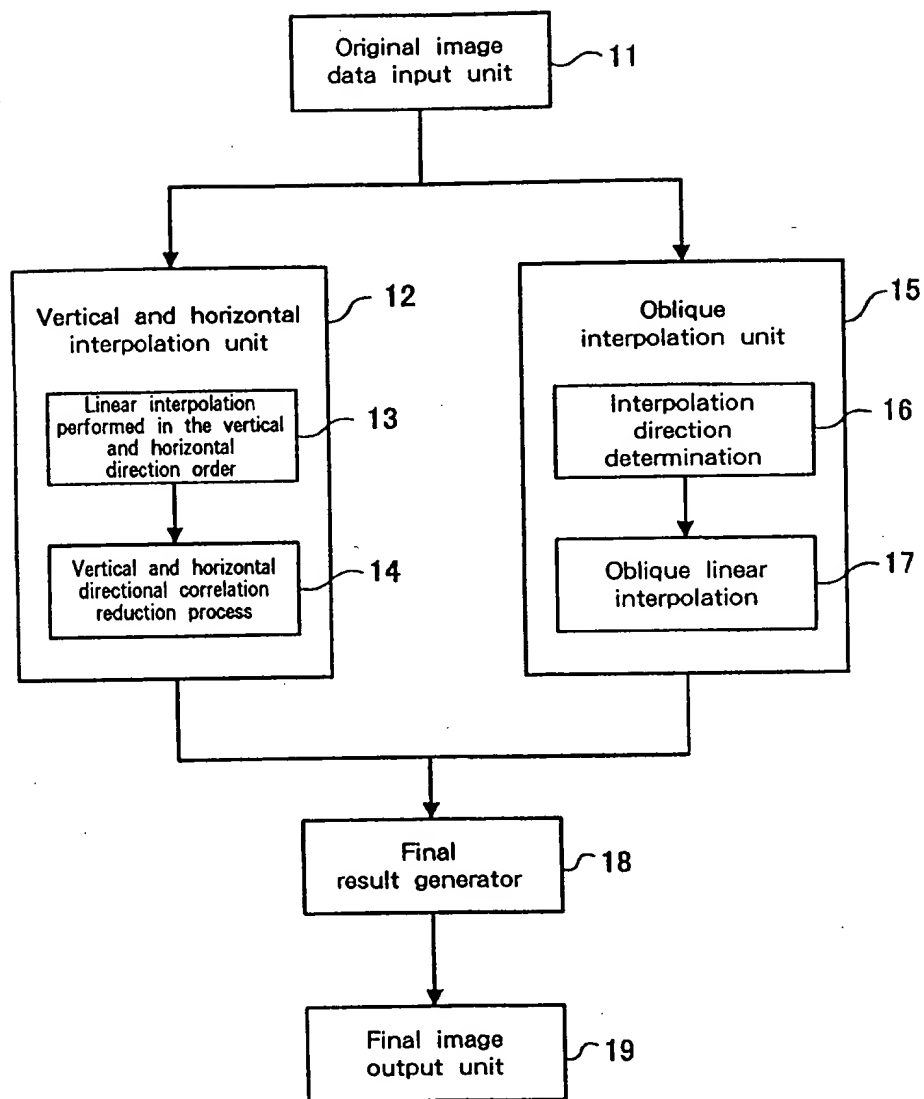 Original image
data input unit
11
Vertical and horizontal
interpolation unit
12
Linear interpolation
performed in the vertical
and horizontal
direction order
13
Vertical and horizontal
directional correlation
reduction process
14
Oblique
interpolation unit
15
Interpolation
direction
determination
16
Oblique linear
interpolation
17
Final
result generator
18
Final image
output unit
19